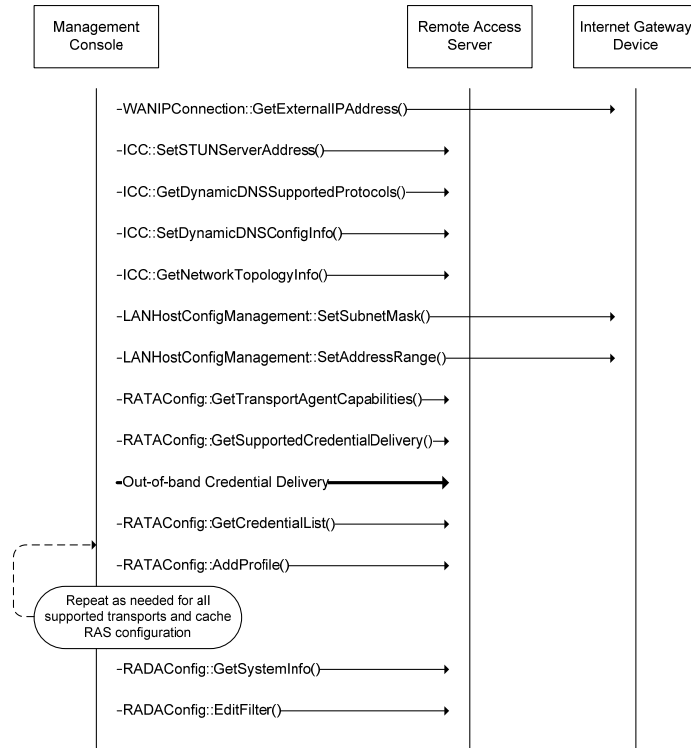 Management
Console
Remote Access
Server
Internet Gateway
Device
WANIPConnection::GetExternalIPAddress()
ICC::SetSTUNServerAddress()
ICC::GetDynamicDNSSupportedProtocols()
ICC::SetDynamicDNSConfigInfo()
ICC::GetNetworkTopologyInfo()
LANHostConfigManagement::SetSubnetMask()
LANHostConfigManagement::SetAddressRange()
RATAConfig::GetTransportAgentCapabilities()
RATAConfig::GetSupportedCredentialDelivery()
Out-of-band Credential Delivery
RATAConfig::GetCredentialList()
RATAConfig::AddProfile()
Repeat as needed for all
supported transports and cache
RAS configuration
RADAConfig::GetSystemInfo()
RADAConfig::EditFilter()